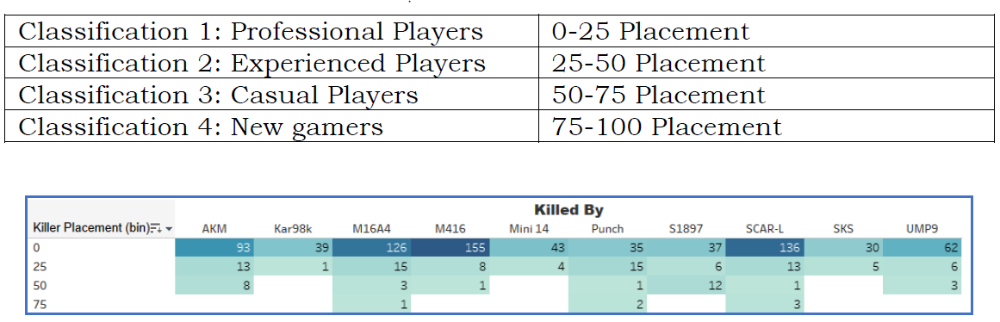 Classification 1: Professional Players 0-25 Placement
Classification 2: Experienced Players 25-50 Placement
Classification 3: Casual Players 50-75 Placement
Classification 4: New gamers 75-100 Placement
Killed By
Killer Placement (bin) AKM Kar98k M16A4 M416 Mini 14 Punch S1897 SCAR-L SKS UMP9
0 93 39 126 155 43 35 37 136 30 62
25 13 1 15 8 4 15 6 13 5 6
50 8 3 1 1 12 1 3
75 1 2 3